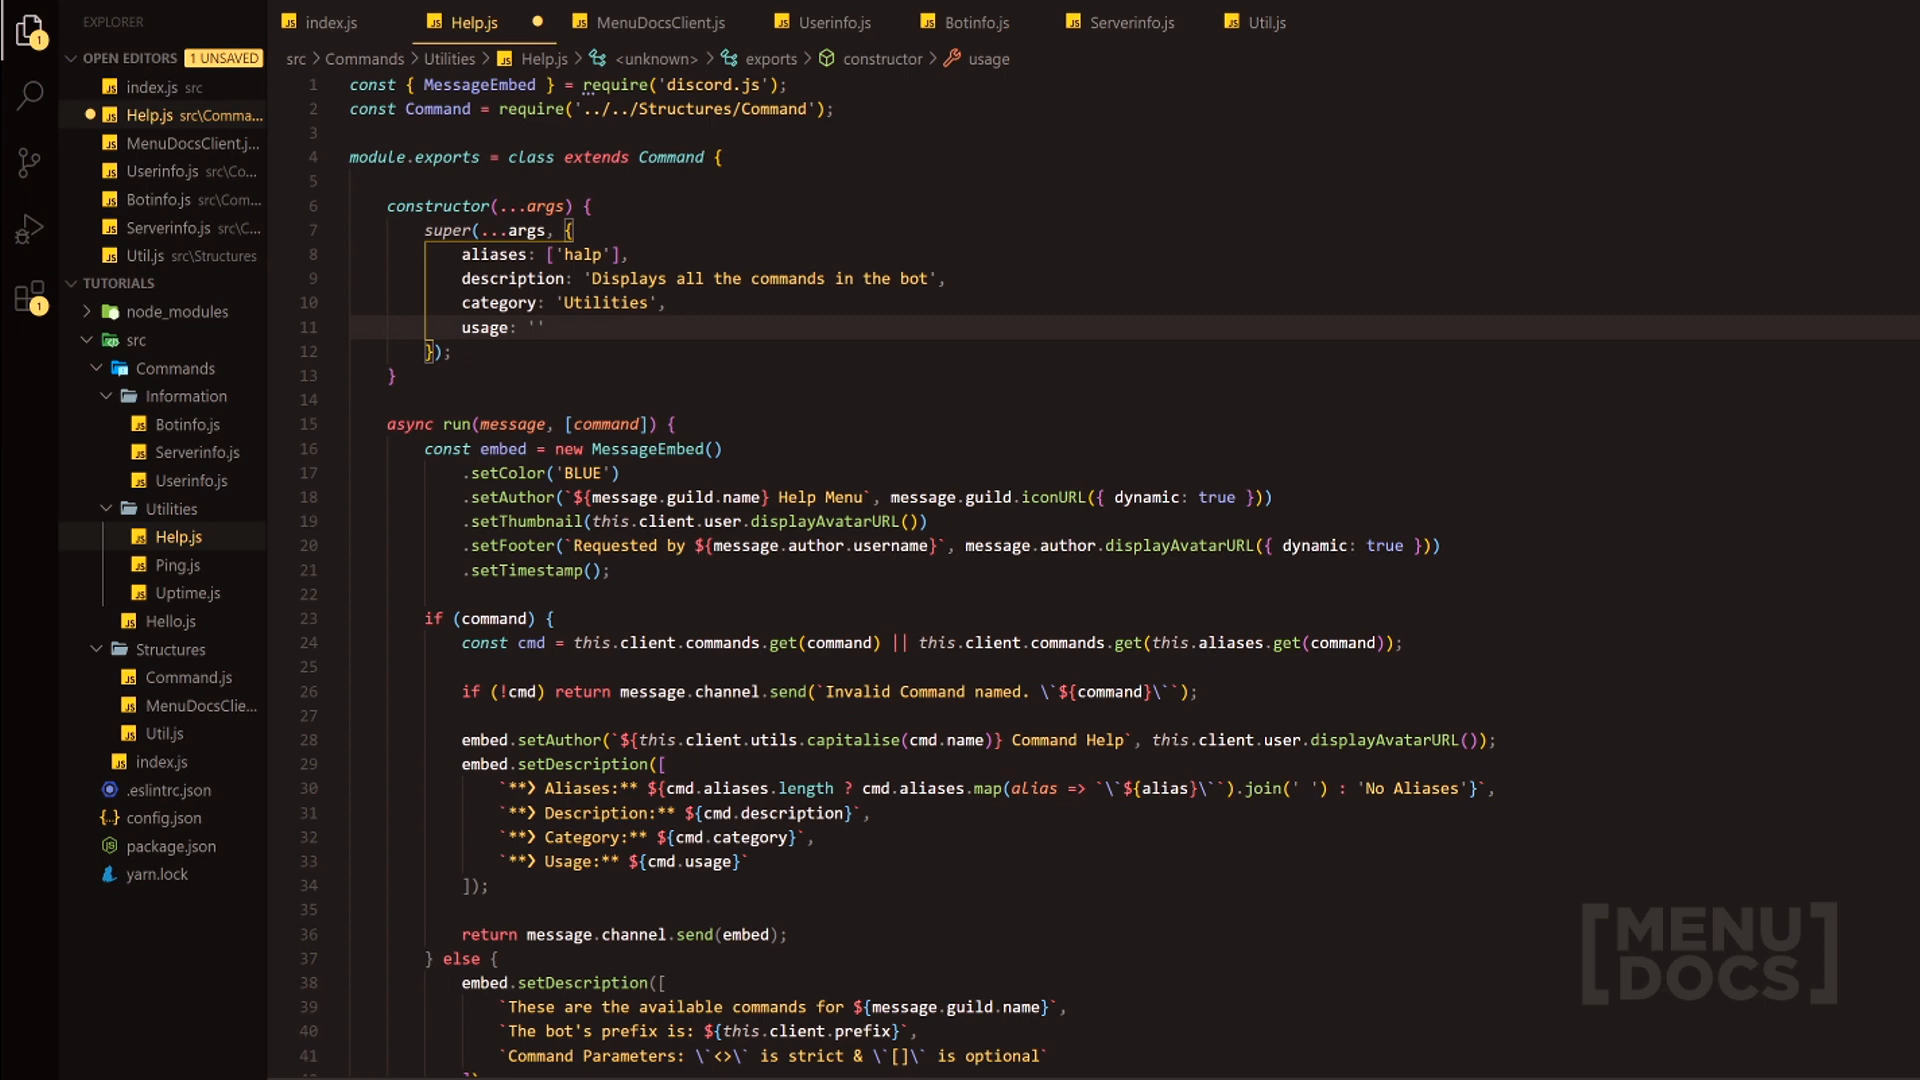 EXPLORER
OPEN EDITORS 1 UNSAVED
index.js src
Help.js src\Comma...
MenuDocsClient.j...
Userinfo.js src\Co...
Botinfo.js src\Com...
Serverinfo.js src\C...
Util.js src\Structures
TUTORIALS
node_modules
src
Commands
Information
Botinfo.js
Serverinfo.js
Userinfo.js
Utilities
Help.js
Ping.js
Uptime.js
Hello.js
Structures
Command.js
MenuDocsClie...
Util.js
index.js
.eslintrc.json
config.json
package.json
yarn.lock
1
1
index.js Help.js MenuDocsClient.js Userinfo.js Botinfo.js Serverinfo.js Util.js
src > Commands > Utilities > Help.js > <unknown> > exports > constructor > usage
1 const { MessageEmbed } = require('discord.js');
2 const Command = require('../../Structures/Command');
3
4 module.exports = class extends Command {
5
6 constructor(...args) {
7 super(...args, {
8 aliases: ['halp'],
9 description: 'Displays all the commands in the bot',
10 category: 'Utilities',
11 usage: ''
12 });
13 }
14
15 async run(message, [command]) {
16 const embed = new MessageEmbed()
17 .setColor('BLUE')
18 .setAuthor(`${message.guild.name} Help Menu`, message.guild.iconURL({ dynamic: true }))
19 .setThumbnail(this.client.user.displayAvatarURL())
20 .setFooter(`Requested by ${message.author.username}`, message.author.displayAvatarURL({ dynamic: true }))
21 .setTimestamp();
22
23 if (command) {
24 const cmd = this.client.commands.get(command) || this.client.commands.get(this.aliases.get(command));
25
26 if (!cmd) return message.channel.send(`Invalid Command named. \`${command}\``);
27
28 embed.setAuthor(`${this.client.utils.capitalise(cmd.name)} Command Help`, this.client.user.displayAvatarURL());
29 embed.setDescription([
30 `**❯ Aliases:** ${cmd.aliases.length ? cmd.aliases.map(alias => `\`${alias}\``).join(' ') : 'No Aliases'}`,
31 `**❯ Description:** ${cmd.description}`,
32 `**❯ Category:** ${cmd.category}`,
33 `**❯ Usage:** ${cmd.usage}`
34 ]);
35
36 return message.channel.send(embed);
37 } else {
38 embed.setDescription([
39 `These are the available commands for ${message.guild.name}`,
40 `The bot's prefix is: ${this.client.prefix}`,
41 `Command Parameters: \`<>\` is strict & \`[]\` is optional`
[MENU
DOCS]